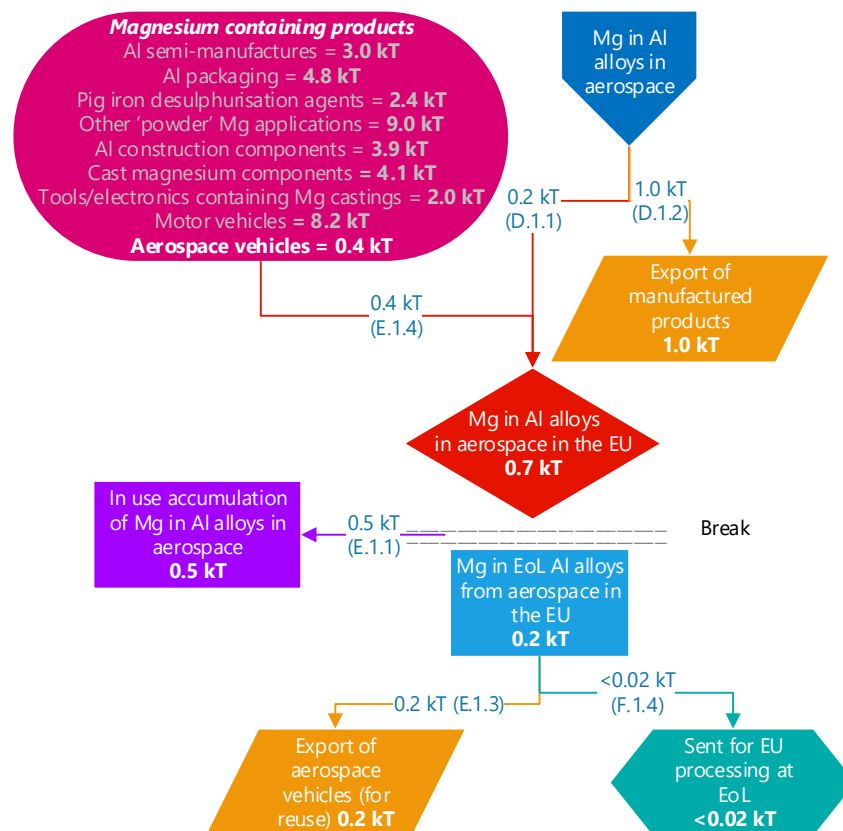 Magnesium containing products
Al semi-manufactures = 3.0 kT
Al packaging = 4.8 kT
Pig iron desulphurisation agents = 2.4 kT
Other ‘powder’ Mg applications = 9.0 kT
Al construction components = 3.9 kT
Cast magnesium components = 4.1 kT
Tools/electronics containing Mg castings = 2.0 kT
Motor vehicles = 8.2 kT
Aerospace vehicles = 0.4 kT
Mg in Al
alloys in
aerospace
0.2 kT
(D.1.1)
1.0 kT
(D.1.2)
Export of
manufactured
products
1.0 kT
0.4 kT
(E.1.4)
Mg in Al alloys
in aerospace in the EU
0.7 kT
In use accumulation
of Mg in Al alloys in
aerospace
0.5 kT
0.5 kT
(E.1.1)
Break
Mg in EoL Al alloys
from aerospace in
the EU
0.2 kT
0.2 kT (E.1.3)
<0.02 kT
(F.1.4)
Export of
aerospace
vehicles (for
reuse) 0.2 kT
Sent for EU
processing at
EoL
<0.02 kT